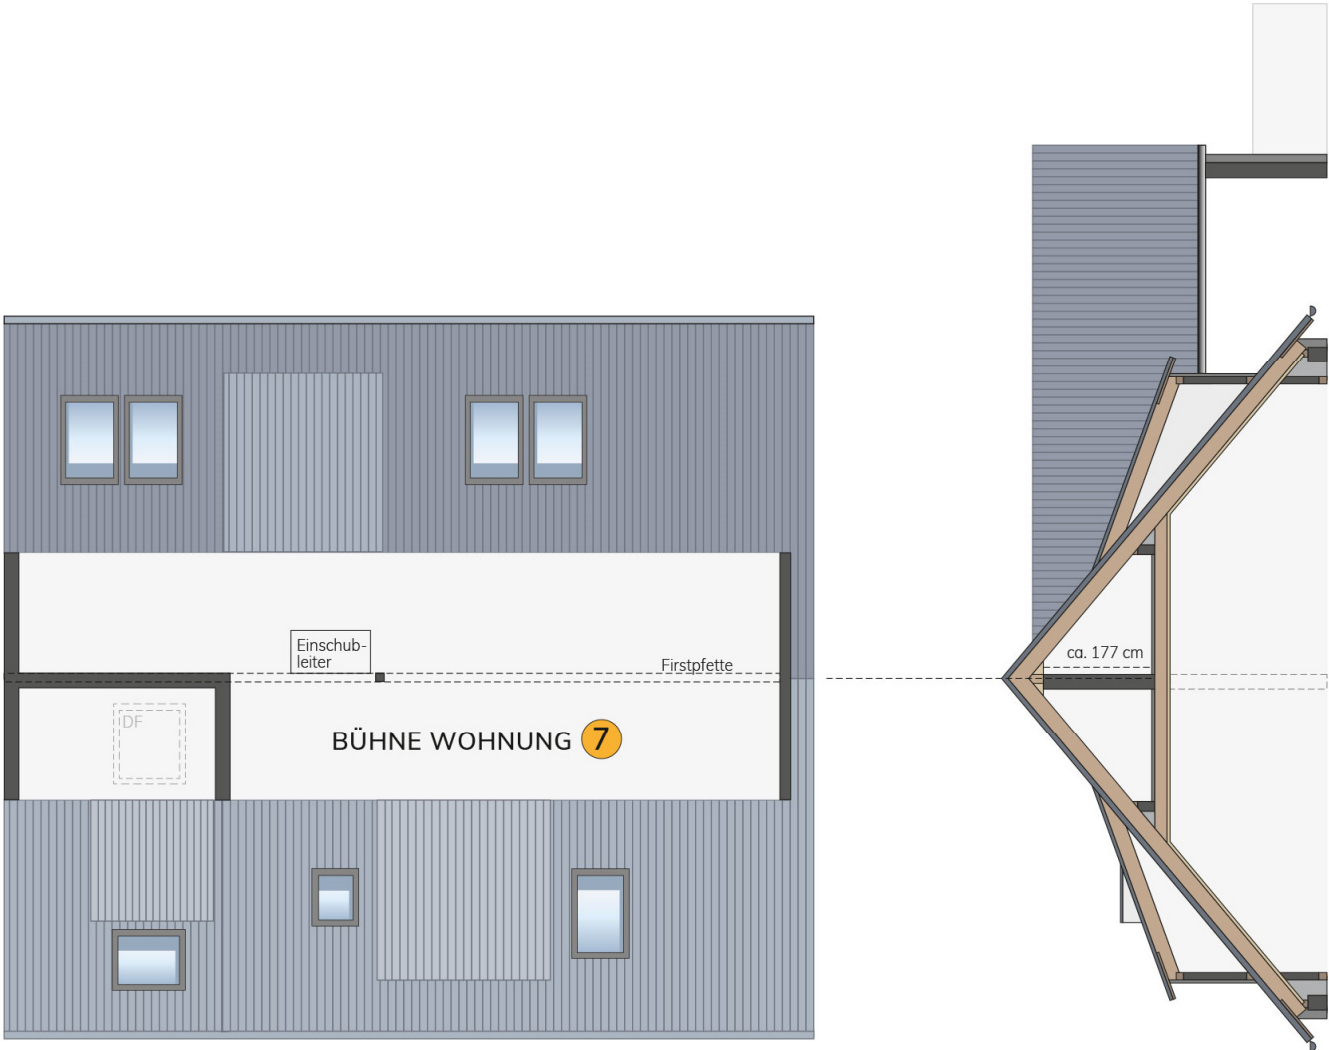 Einschub-
leiter
Firstpfette
ca. 177 cm
DF
BÜHNE WOHNUNG 7